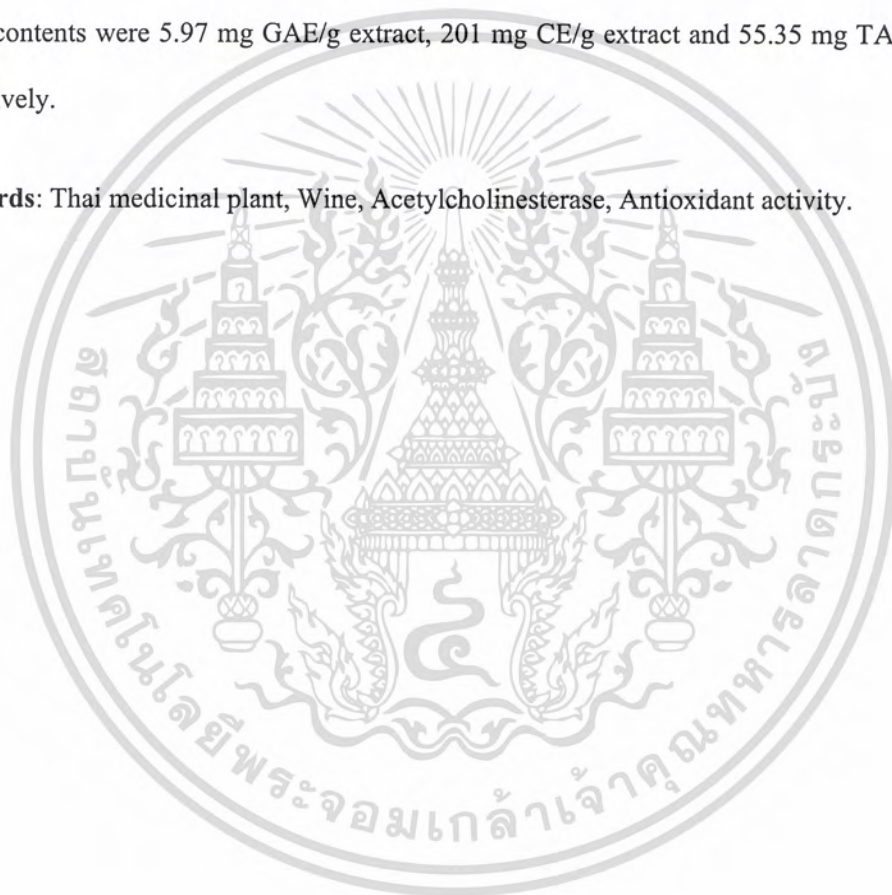 contents were 5.97 mg GAE/g extract, 201 mg CE/g extract and 55.35 mg TA
vely.
rds: Thai medicinal plant, Wine, Acetylcholinesterase, Antioxidant activity.
สถาบันเทคโนโลยีพระจอมเกล้าเจ้าคุณทหารลาดกระบัง
๔